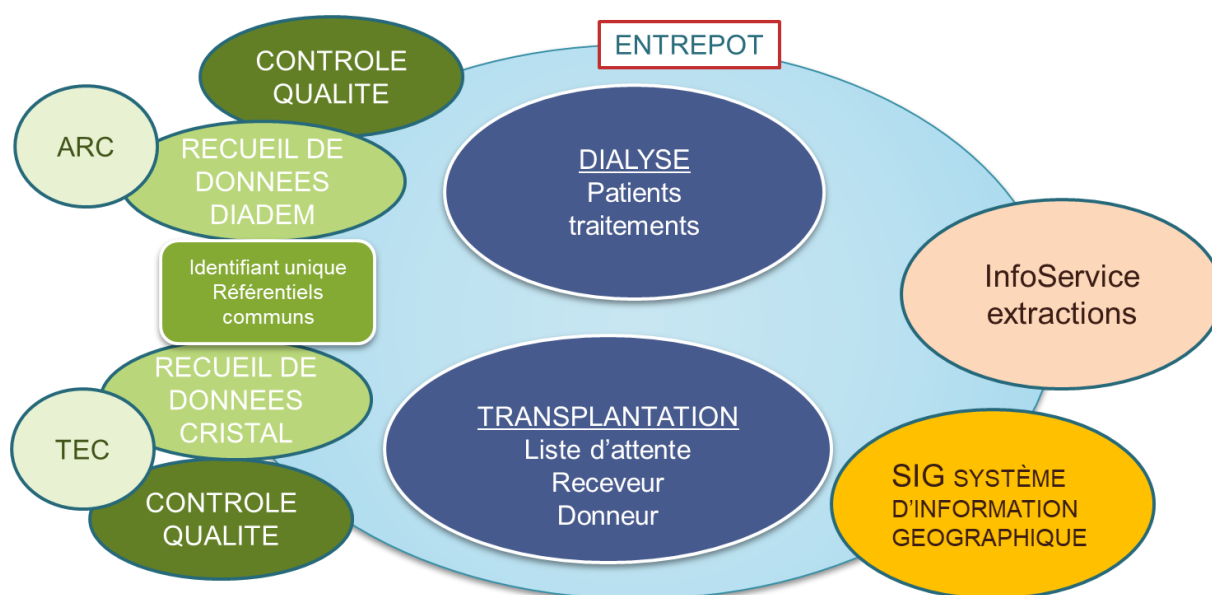 ENTREPOT
CONTROLE
QUALITE
ARC
RECUEIL DE
DONNEES
DIADEM
DIALYSE
Patients
traitements
Identifiant unique
Référentiels
communs
InfoService
extractions
RECUEIL DE
DONNEES
CRISTAL
TEC
TRANSPLANTATION
Liste d'attente
Receveur
Donneur
CONTROLE
QUALITE
SIG SYSTÈME
D'INFORMATION
GEOGRAPHIQUE